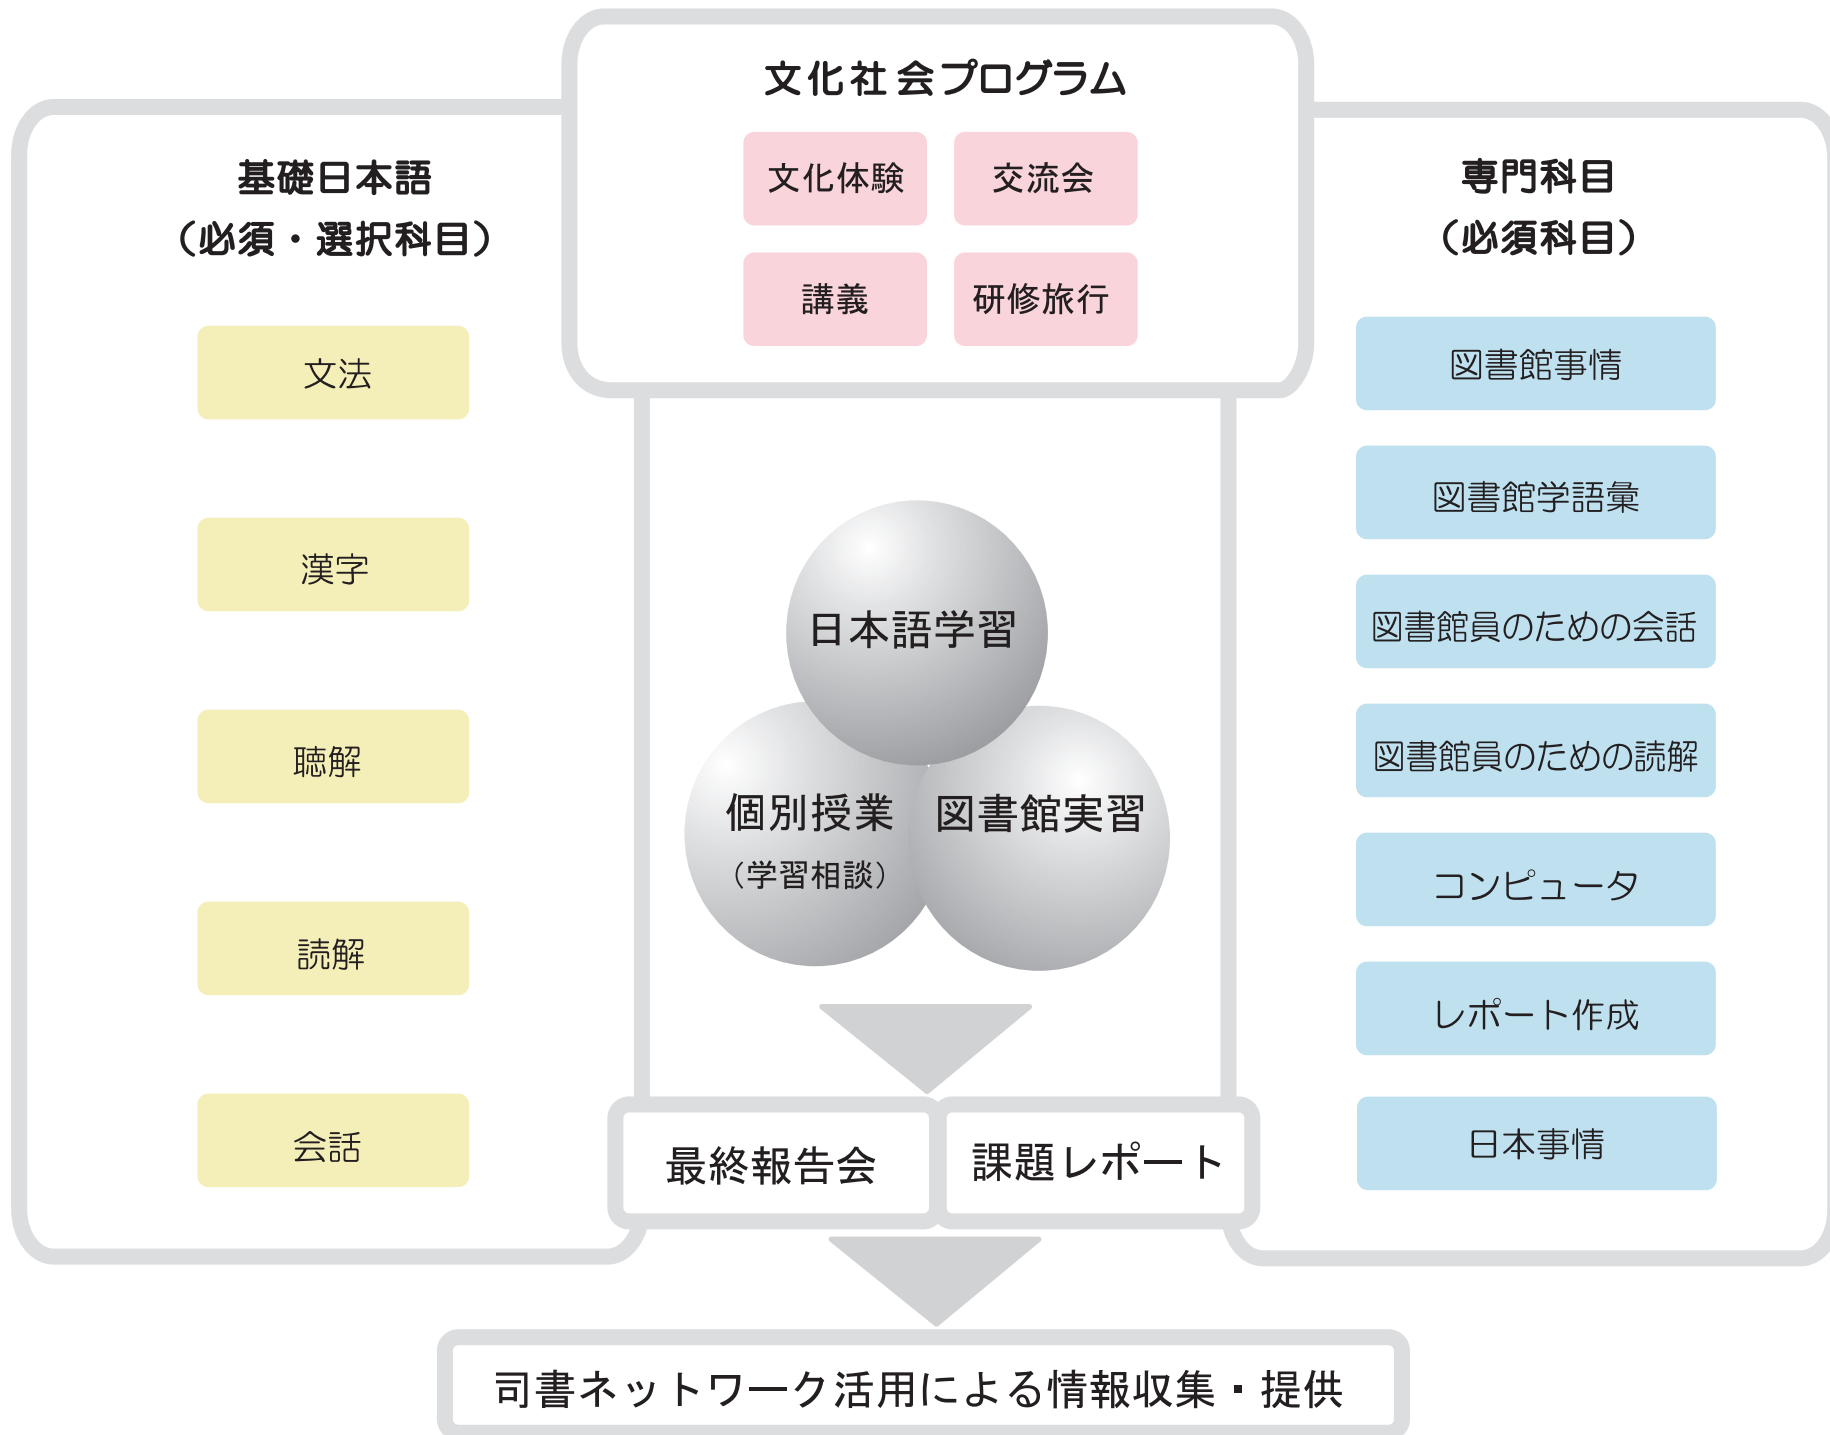 文化社会プログラム
文化体験
交流会
講義
研修旅行
基礎日本語
（必須・選択科目）
文法
漢字
聴解
読解
会話
日本語学習
個別授業
（学習相談）
図書館実習
専門科目
（必須科目）
図書館事情
図書館学語彙
図書館員のための会話
図書館員のための読解
コンピュータ
レポート作成
日本事情
最終報告会
課題レポート
司書ネットワーク活用による情報収集・提供